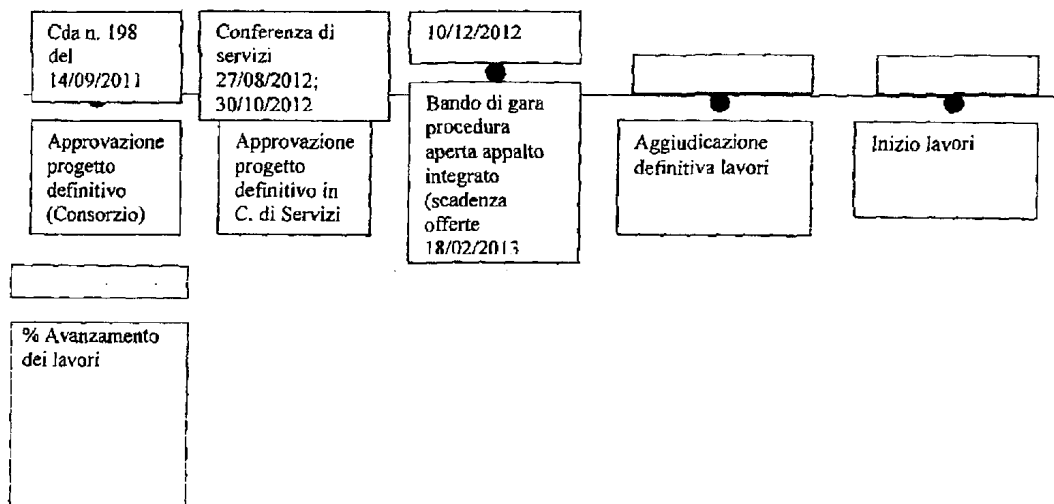 Cda n. 198
del
14/09/2011
Conferenza di
servizi
27/08/2012;
30/10/2012
10/12/2012
Approvazione
progetto
definitivo
(Consorzio)
Approvazione
progetto
definitivo in
C. di Servizi
Bando di gara
procedura
aperta appalto
integrato
(scadenza
offerte
18/02/2013
Aggiudicazione
definitiva lavori
Inizio lavori
% Avanzamento
dei lavori